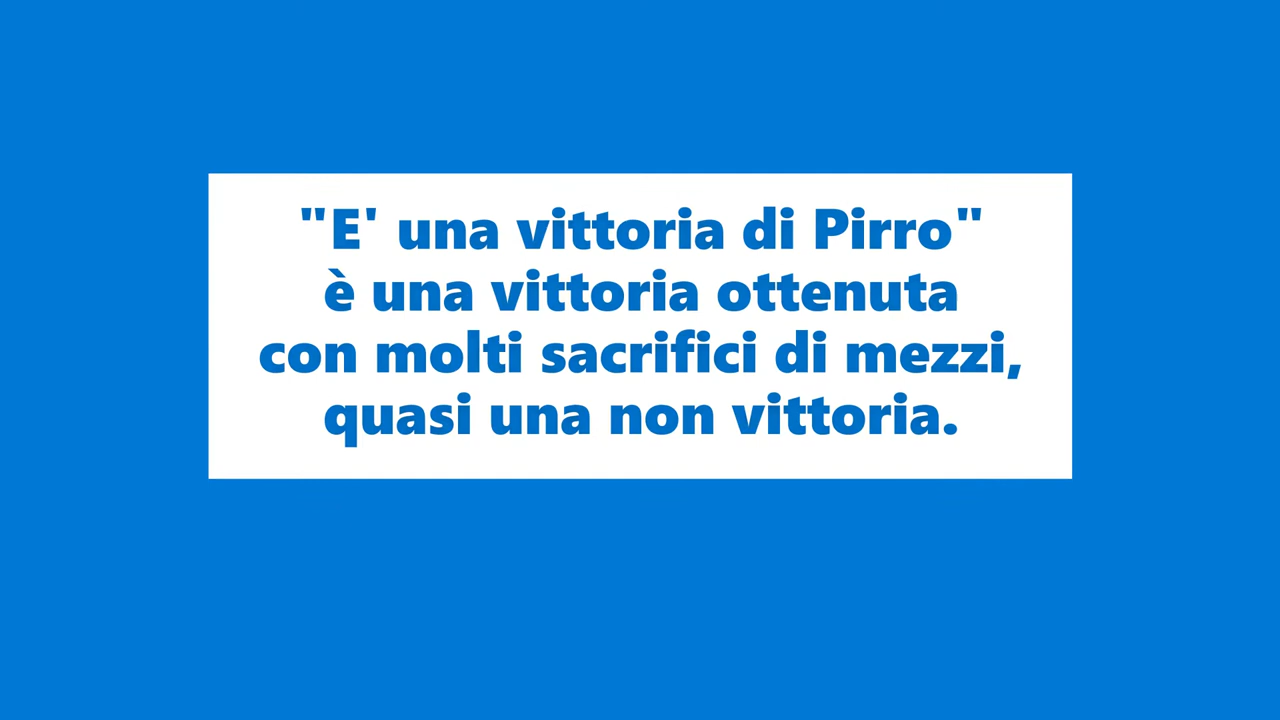 "E' una vittoria di Pirro"
è una vittoria ottenuta
con molti sacrifici di mezzi,
quasi una non vittoria.